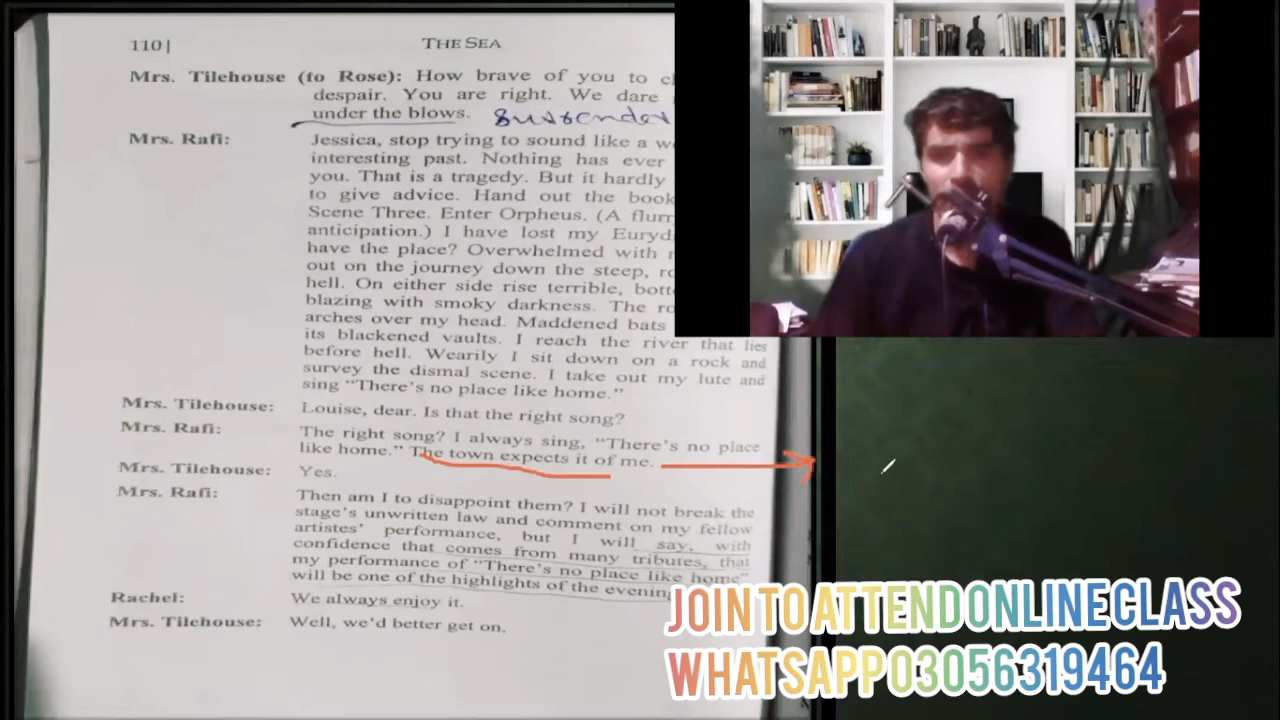 110|
THE SEA
Mrs. Tilehouse (to Rose): How brave of you to
despair. You are right. We dare
under the blows.
Mrs. Rafi: Jessica, stop trying to sound like a
interesting past. Nothing has ever
you. That is a tragedy. But it hardly
to give advice. Hand out the book
Scene Three. Enter Orpheus. (A
anticipation.) I have lost my
have the place? Overwhelmed with
out on the journey down the steep,
hell. On either side rise terrible,
blazing with smoky darkness. The
arches over my head. Maddened bats
its blackened vaults. I reach the river that lies
before hell. Wearily I sit down on a rock and
survey the dismal scene. I take out my lute and
sing “There’s no place like home.”
Mrs. Tilehouse: Louise, dear. Is that the right song?
Mrs. Rafi: The right song? I always sing, “There’s no place
like home.” The town expects it of me.
Mrs. Tilehouse: Yes.
Mrs. Rafi: Then am I to disappoint them? I will not break the
stage’s unwritten law and comment on my fellow
artistes’ performance, but I will say, with
confidence that comes from many tributes, that
my performance of “There’s no place like home”
will be one of the highlights of the evening
Rachel: We always enjoy it.
Mrs. Tilehouse: Well, we’d better get on.
JOIN TO ATTEND ONLINE CLASS
WHATSAPP 03056319464